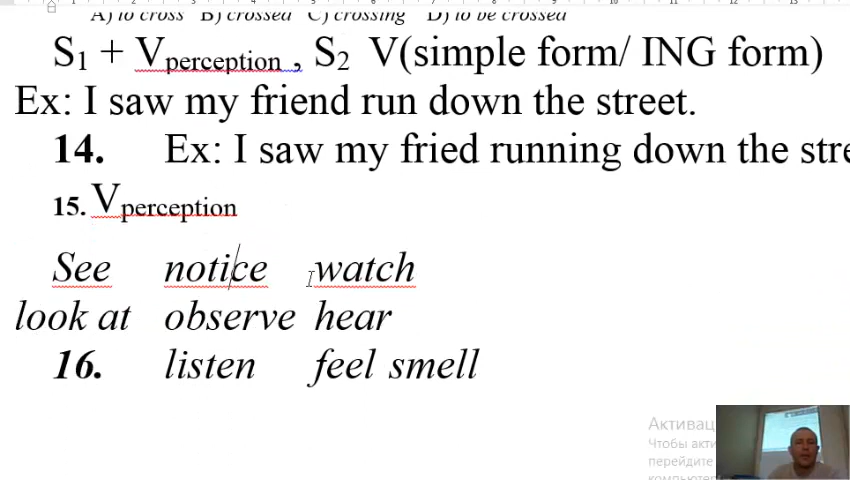 A) to cross B) crossed C) crossing D) to be crossed
S1 + Vperception , S2 V(simple form/ ING form)
Ex: I saw my friend run down the street.
14. Ex: I saw my fried running down the stre
15. Vperception
See notice watch
look at observe hear
16. listen feel smell
Активац
Чтобы акти
перейдите
компьютер